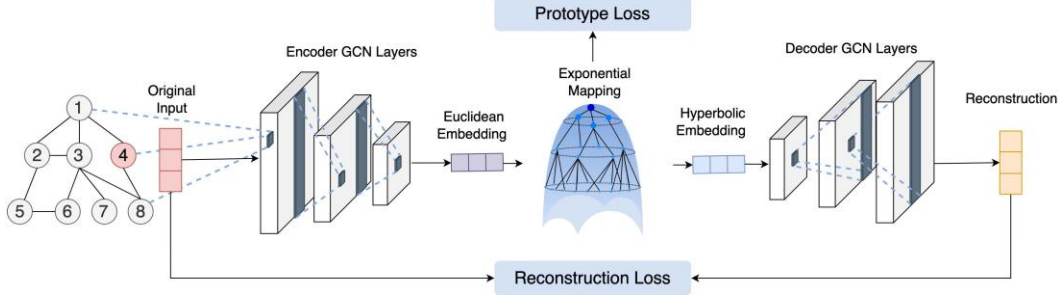 Prototype Loss
Encoder GCN Layers
Decoder GCN Layers
Original
Input
Exponential
Mapping
Euclidean
Embedding
Hyperbolic
Embedding
Reconstruction
1
2
3
4
5
6
7
8
Reconstruction Loss